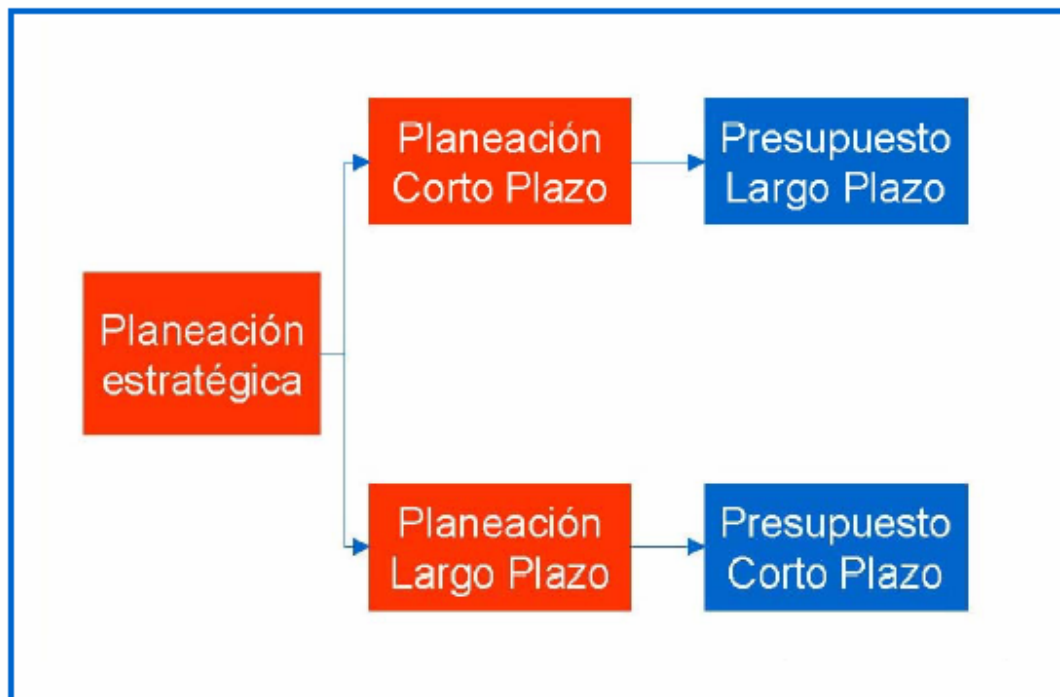 Planeación
Corto Plazo
Presupuesto
Largo Plazo
Planeación
estratégica
Planeación
Largo Plazo
Presupuesto
Corto Plazo